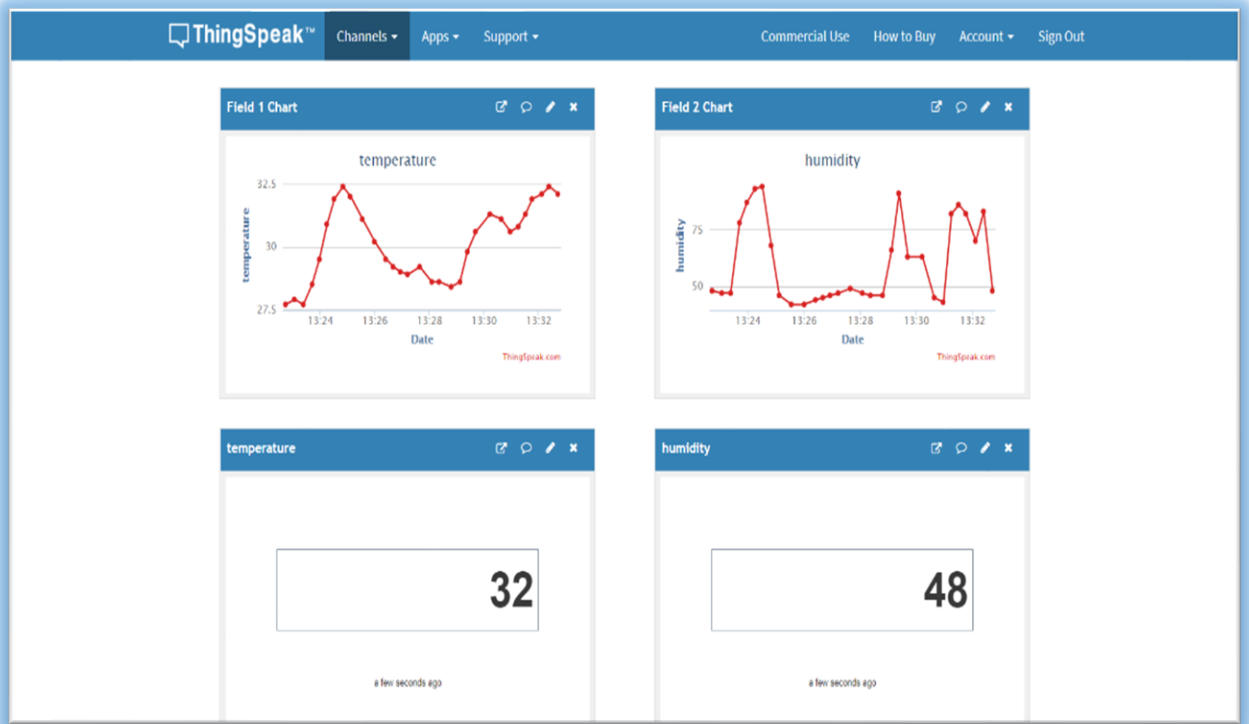 ThingSpeak™ Channels Apps Support Commercial Use How to Buy Account Sign Out
Field 1 Chart
temperature
32.5
30
27.5
temperature
13:24 13:26 13:28 13:30 13:32
Date
ThingSpeak.com
Field 2 Chart
humidity
75
50
humidity
13:24 13:26 13:28 13:30 13:32
Date
ThingSpeak.com
temperature
32
a few seconds ago
humidity
48
a few seconds ago